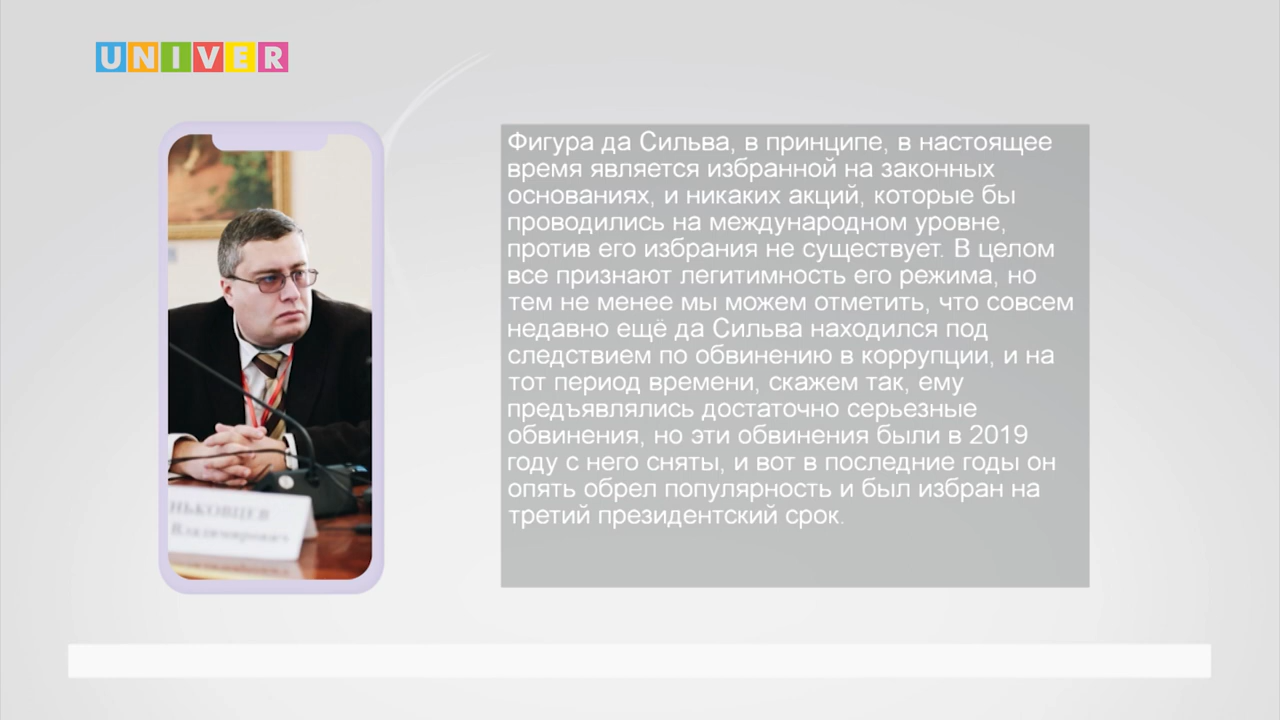 UNIVER
Фигура да Сильва, в принципе, в настоящее
время является избранной на законных
основаниях, и никаких акций, которые бы
проводились на международном уровне,
против его избрания не существует. В целом
все признают легитимность его режима, но
тем не менее мы можем отметить, что совсем
недавно ещё да Сильва находился под
следствием по обвинению в коррупции, и на
тот период времени, скажем так, ему
предъявлялись достаточно серьезные
обвинения, но эти обвинения были в 2019
году с него сняты, и вот в последние годы он
опять обрел популярность и был избран на
третий президентский срок.
НЬКОВЦЕВ
Владимирович